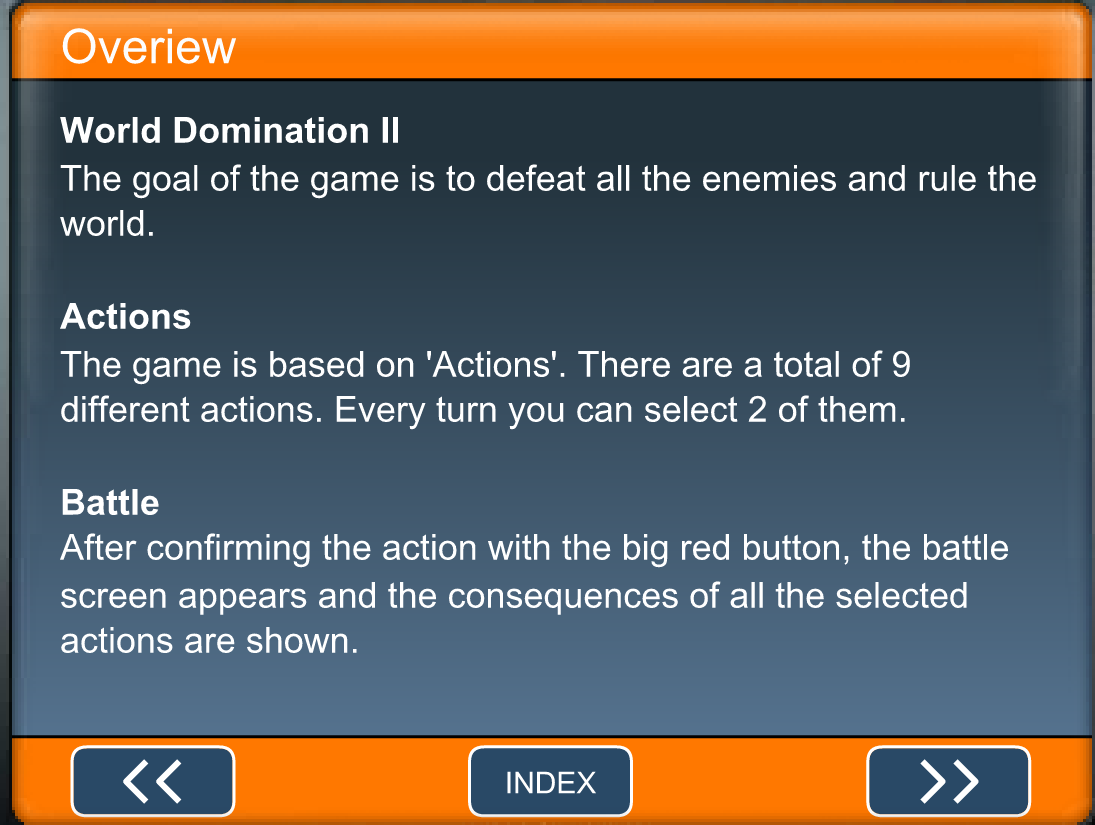 Overiew
World Domination II
The goal of the game is to defeat all the enemies and rule the
world.
Actions
The game is based on 'Actions'. There are a total of 9
different actions. Every turn you can select 2 of them.
Battle
After confirming the action with the big red button, the battle
screen appears and the consequences of all the selected
actions are shown.
<< INDEX >>